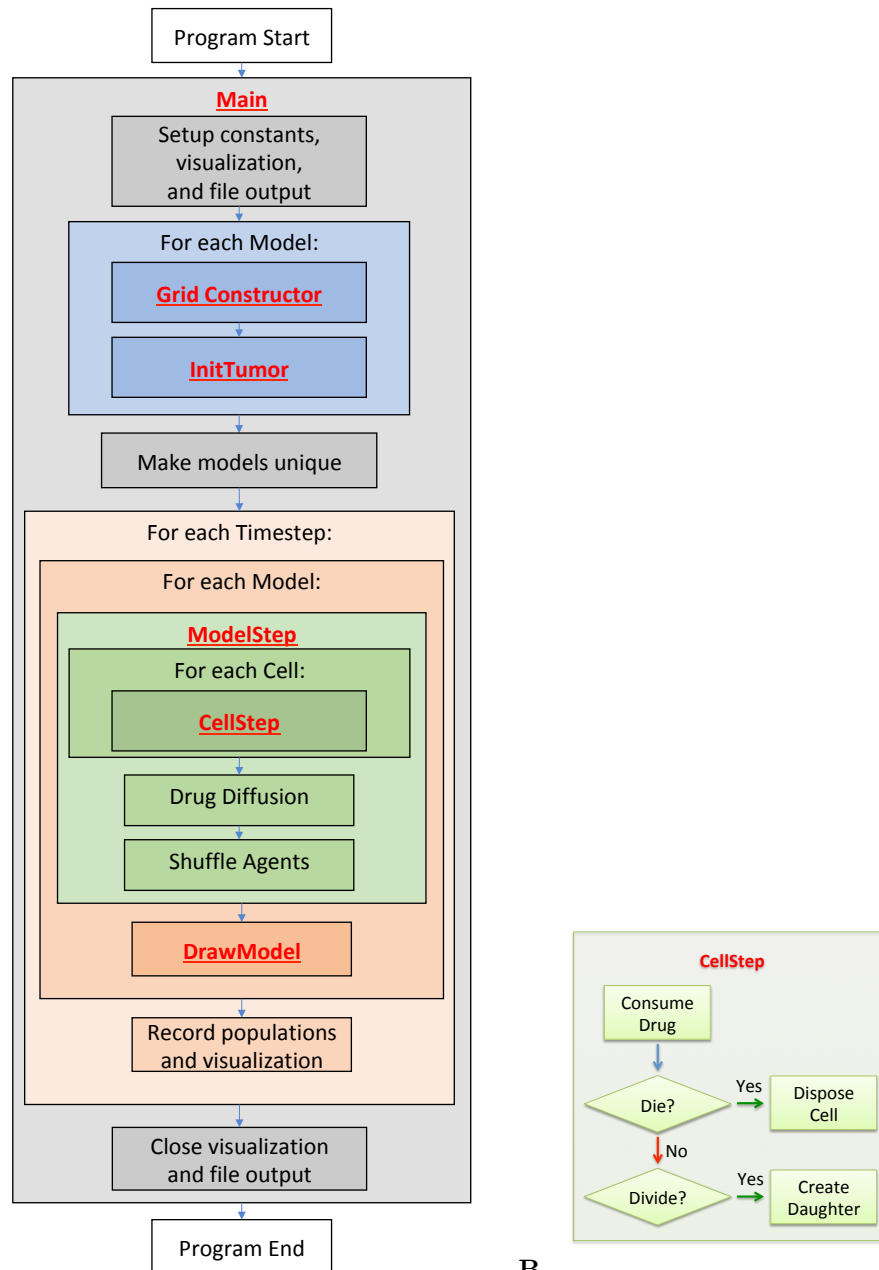 Program Start
Main
Setup constants,
visualization,
and file output
For each Model:
Grid Constructor
InitTumor
Make models unique
For each Timestep:
For each Model:
ModelStep
For each Cell:
CellStep
Drug Diffusion
Shuffle Agents
DrawModel
Record populations
and visualization
Close visualization
and file output
Program End
CellStep
Consume
Drug
Die?
Yes
Dispose
Cell
No
Divide?
Yes
Create
Daughter